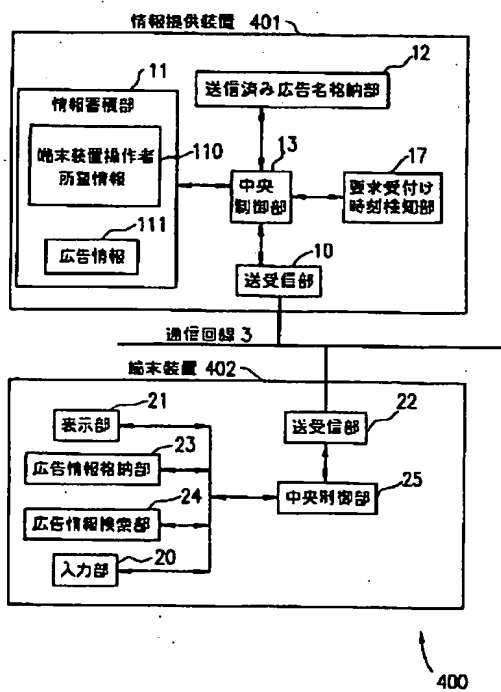 情報提供装置 401
11
情報蓄積部
端末装置操作者
所望情報
110
111
広告情報
12
送信済み広告名格納部
13
中央
制御部
17
要求受付け
時刻検知部
10
送受信部
通信回線 3
端末装置 402
21
表示部
23
広告情報格納部
24
広告情報検索部
20
入力部
22
送受信部
25
中央制御部
400